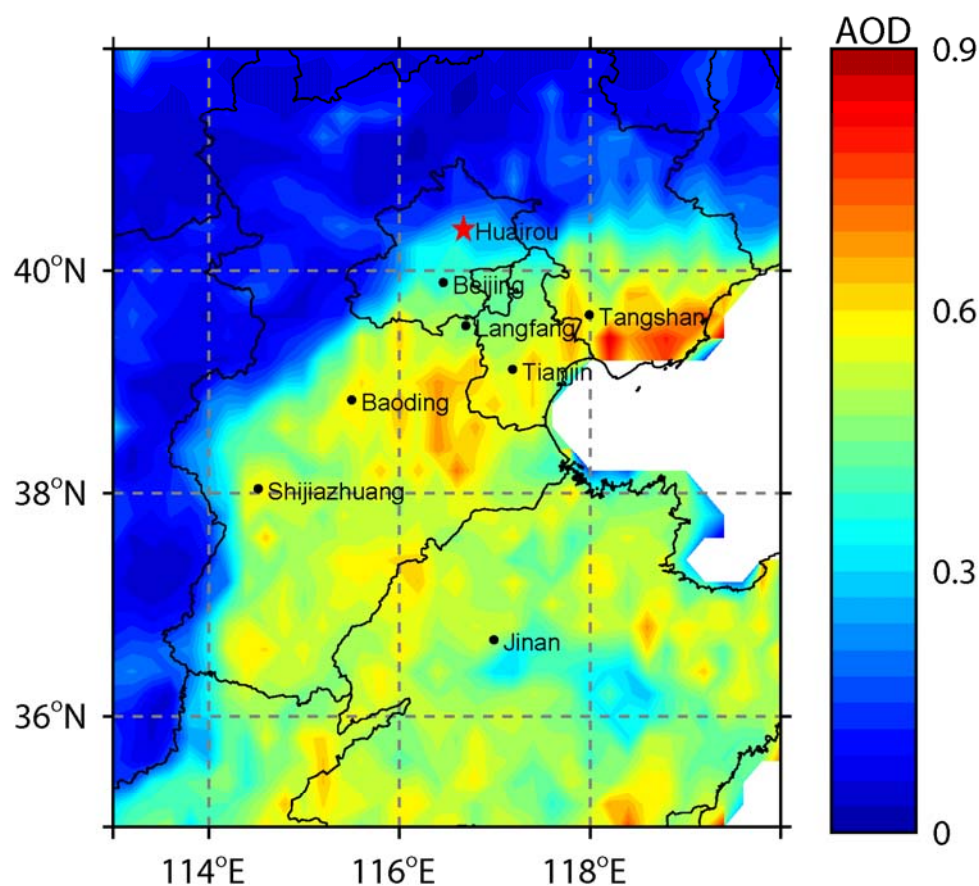 AOD
0.9
Huairou
40°N
Beijing
0.6
Langfang
Tangshan
Tianjin
Baoding
38°N
Shijiazhuang
0.3
Jinan
36°N
0
114°E
116°E
118°E